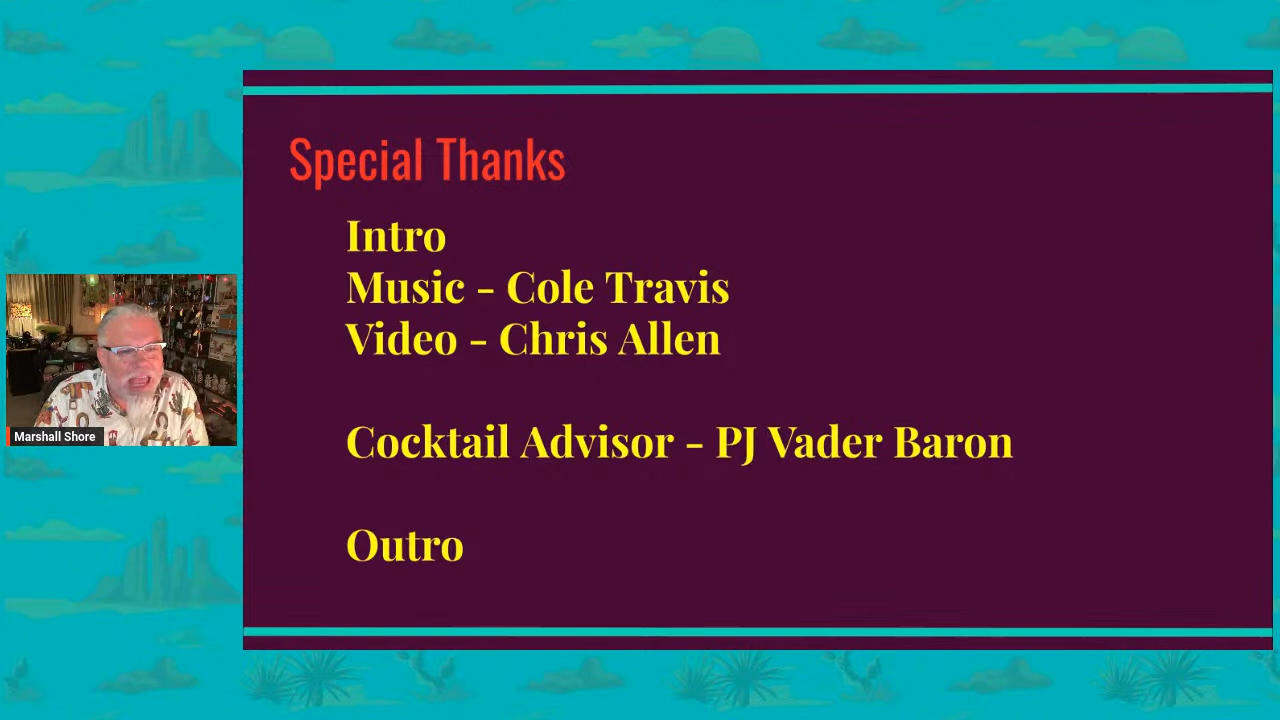 Special Thanks
Intro
Music - Cole Travis
Video - Chris Allen
Cocktail Advisor - PJ Vader Baron
Outro
Marshall Shore